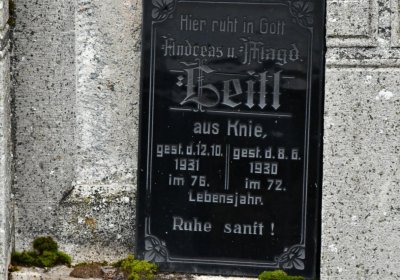 Hier ruht in Gott
Andreas u. Magd.
Heitl
aus Knie,
gest. d. 12.10. gest. d. 8.6.
1931 1930
im 76. im 72.
Lebensjahr.
Ruhe sanft !